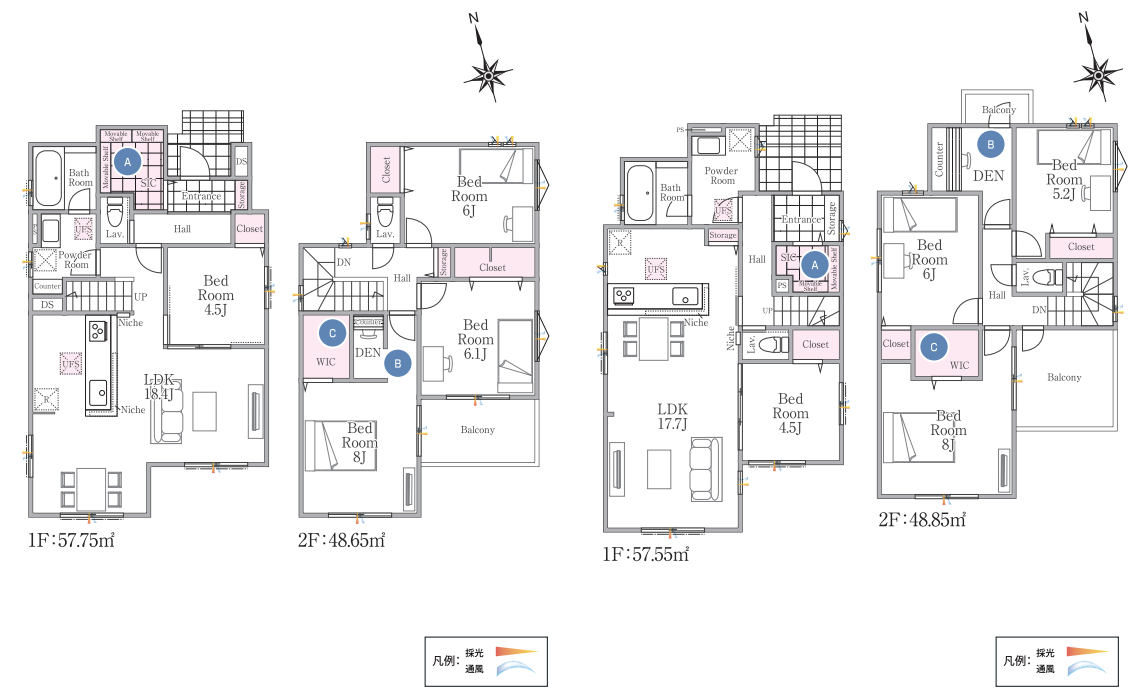 N
Movable
Shelf
Movable
Shelf
Movable Shelf
A
SIC
DS
Bath
Room
Entrance
Storage
Lav.
Hall
Closet
UFS
Powder
Room
Counter
DS
UP
Bed
Room
4.5J
Niche
UFS
LDK
18.4J
Niche
1F:57.75㎡
Closet
Bed
Room
6J
Lav.
DN
Hall
Storage
Closet
C
WIC
Counter
DEN
B
Bed
Room
6.1J
Bed
Room
8J
Balcony
2F:48.65㎡
凡例:
採光
通風
N
PS
Powder
Room
Bath
Room
UFS
Entrance
Storage
Storage
Hall
SIC
A
Movable Shelf
Movable
Shelf
PS
UFS
UP
Niche
Niche
Lav.
Closet
LDK
17.7J
Bed
Room
4.5J
1F:57.55㎡
Balcony
Counter
B
DEN
Bed
Room
5.2J
Bed
Room
6J
Closet
Lav.
Hall
DN
Closet
C
WIC
Balcony
Bed
Room
8J
2F:48.85㎡
凡例:
採光
通風